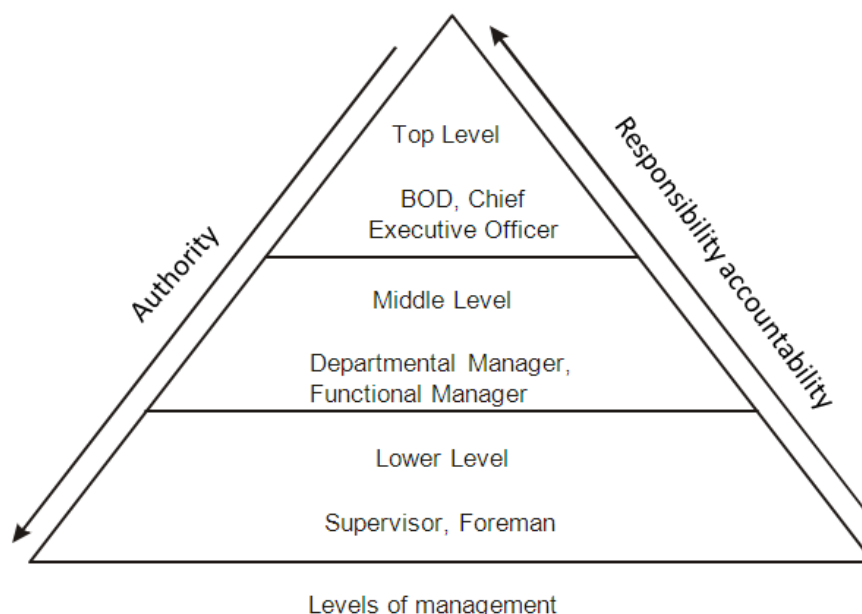 Top Level
BOD, Chief
Executive Officer
Authority
Responsibility accountability
Middle Level
Departmental Manager,
Functional Manager
Lower Level
Supervisor, Foreman
Levels of management